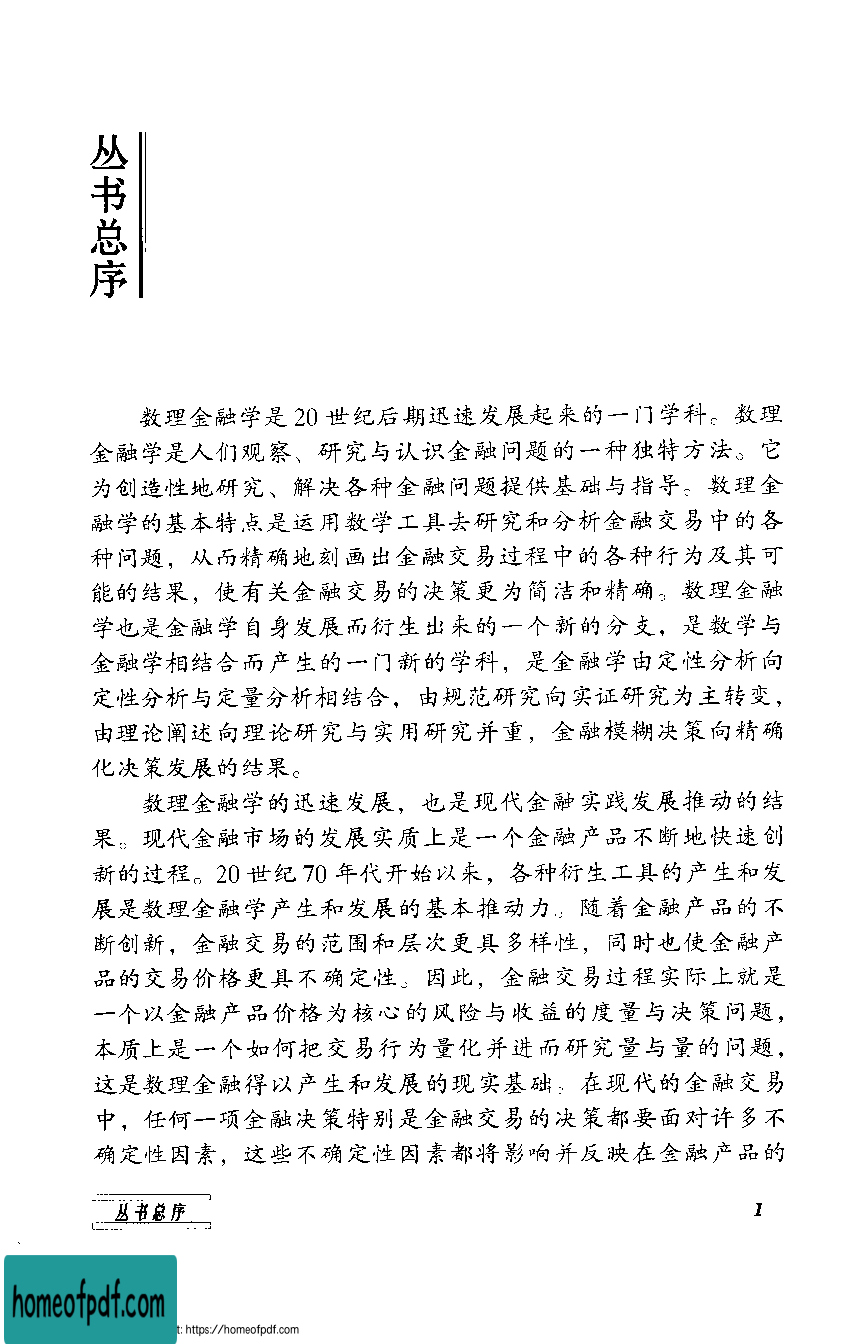 丛书总序
数理金融学是20世纪后期迅速发展起来的一门学科。数理
金融学是人们观察、研究与认识金融问题的一种独特方法。它
为创造性地研究、解决各种金融问题提供基础与指导。数理金
融学的基本特点是运用数学工具去研究和分析金融交易中的各
种问题，从而精确地刻画出金融交易过程中的各种行为及其可
能的结果，使有关金融交易的决策更为简洁和精确。数理金融
学也是金融学自身发展而衍生出来的一个新的分支，是数学与
金融学相结合而产生的一门新的学科，是金融学由定性分析向
定性分析与定量分析相结合，由规范研究向实证研究为主转变，
由理论阐述向理论研究与实用研究并重，金融模糊决策向精确
化决策发展的结果。
数理金融学的迅速发展，也是现代金融实践发展推动的结
果。现代金融市场的发展实质上是一个金融产品不断地快速创
新的过程。20世纪70年代开始以来，各种衍生工具的产生和发
展是数理金融学产生和发展的基本推动力。随着金融产品的不
断创新，金融交易的范围和层次更具多样性，同时也使金融产
品的交易价格更具不确定性。因此，金融交易过程实际上就是
一个以金融产品价格为核心的风险与收益的度量与决策问题，
本质上是一个如何把交易行为量化并进而研究量与量的问题，
这是数理金融得以产生和发展的现实基础。在现代的金融交易
中，任何一项金融决策特别是金融交易的决策都要面对许多不
确定性因素，这些不确定性因素都将影响并反映在金融产品的
丛书总序
1
homeofpdf.com
t: https://homeofpdf.com